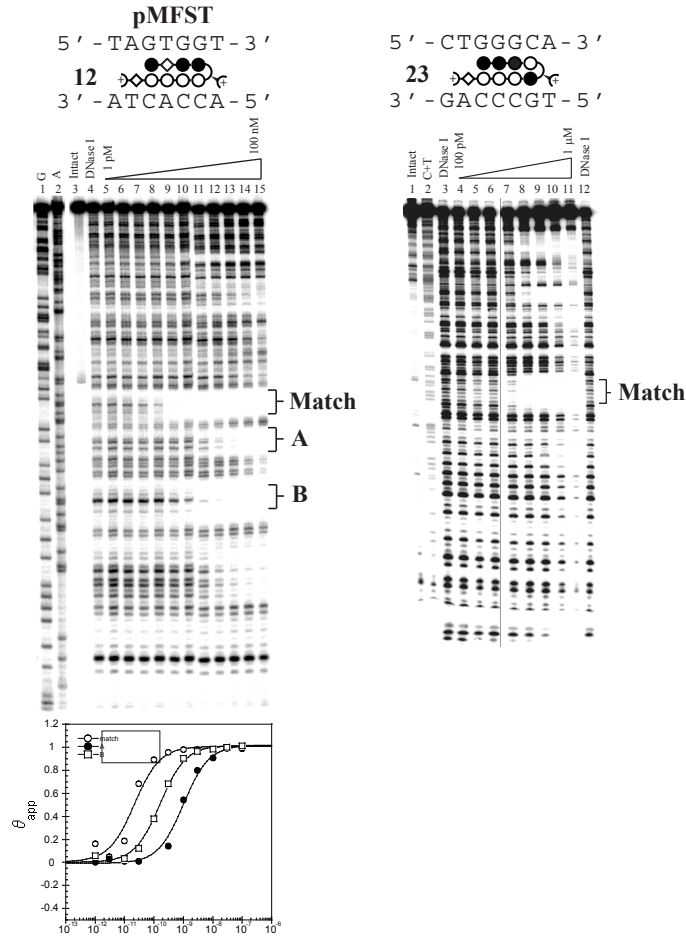 pMFST
5' -TAGTGGT-3'
12
3' -ATCACCA-5'
G A Intact DNase I 1 pM 100 nM
1 2 3 4 5 6 7 8 9 10 11 12 13 14 15
Match
A
B
5' -CTGGGCA-3'
23
3' -GACCCGT-5'
Intact C+T DNase I 100 pM 1 μM DNase I
1 2 3 4 5 6 7 8 9 10 11 12
Match
1.2
1
0.8
0.6
0.4
0.2
0
-0.2
-0.4
θapp
match
A
B
10⁻¹³ 10⁻¹² 10⁻¹¹ 10⁻¹⁰ 10⁻⁹ 10⁻⁸ 10⁻⁷ 10⁻⁶